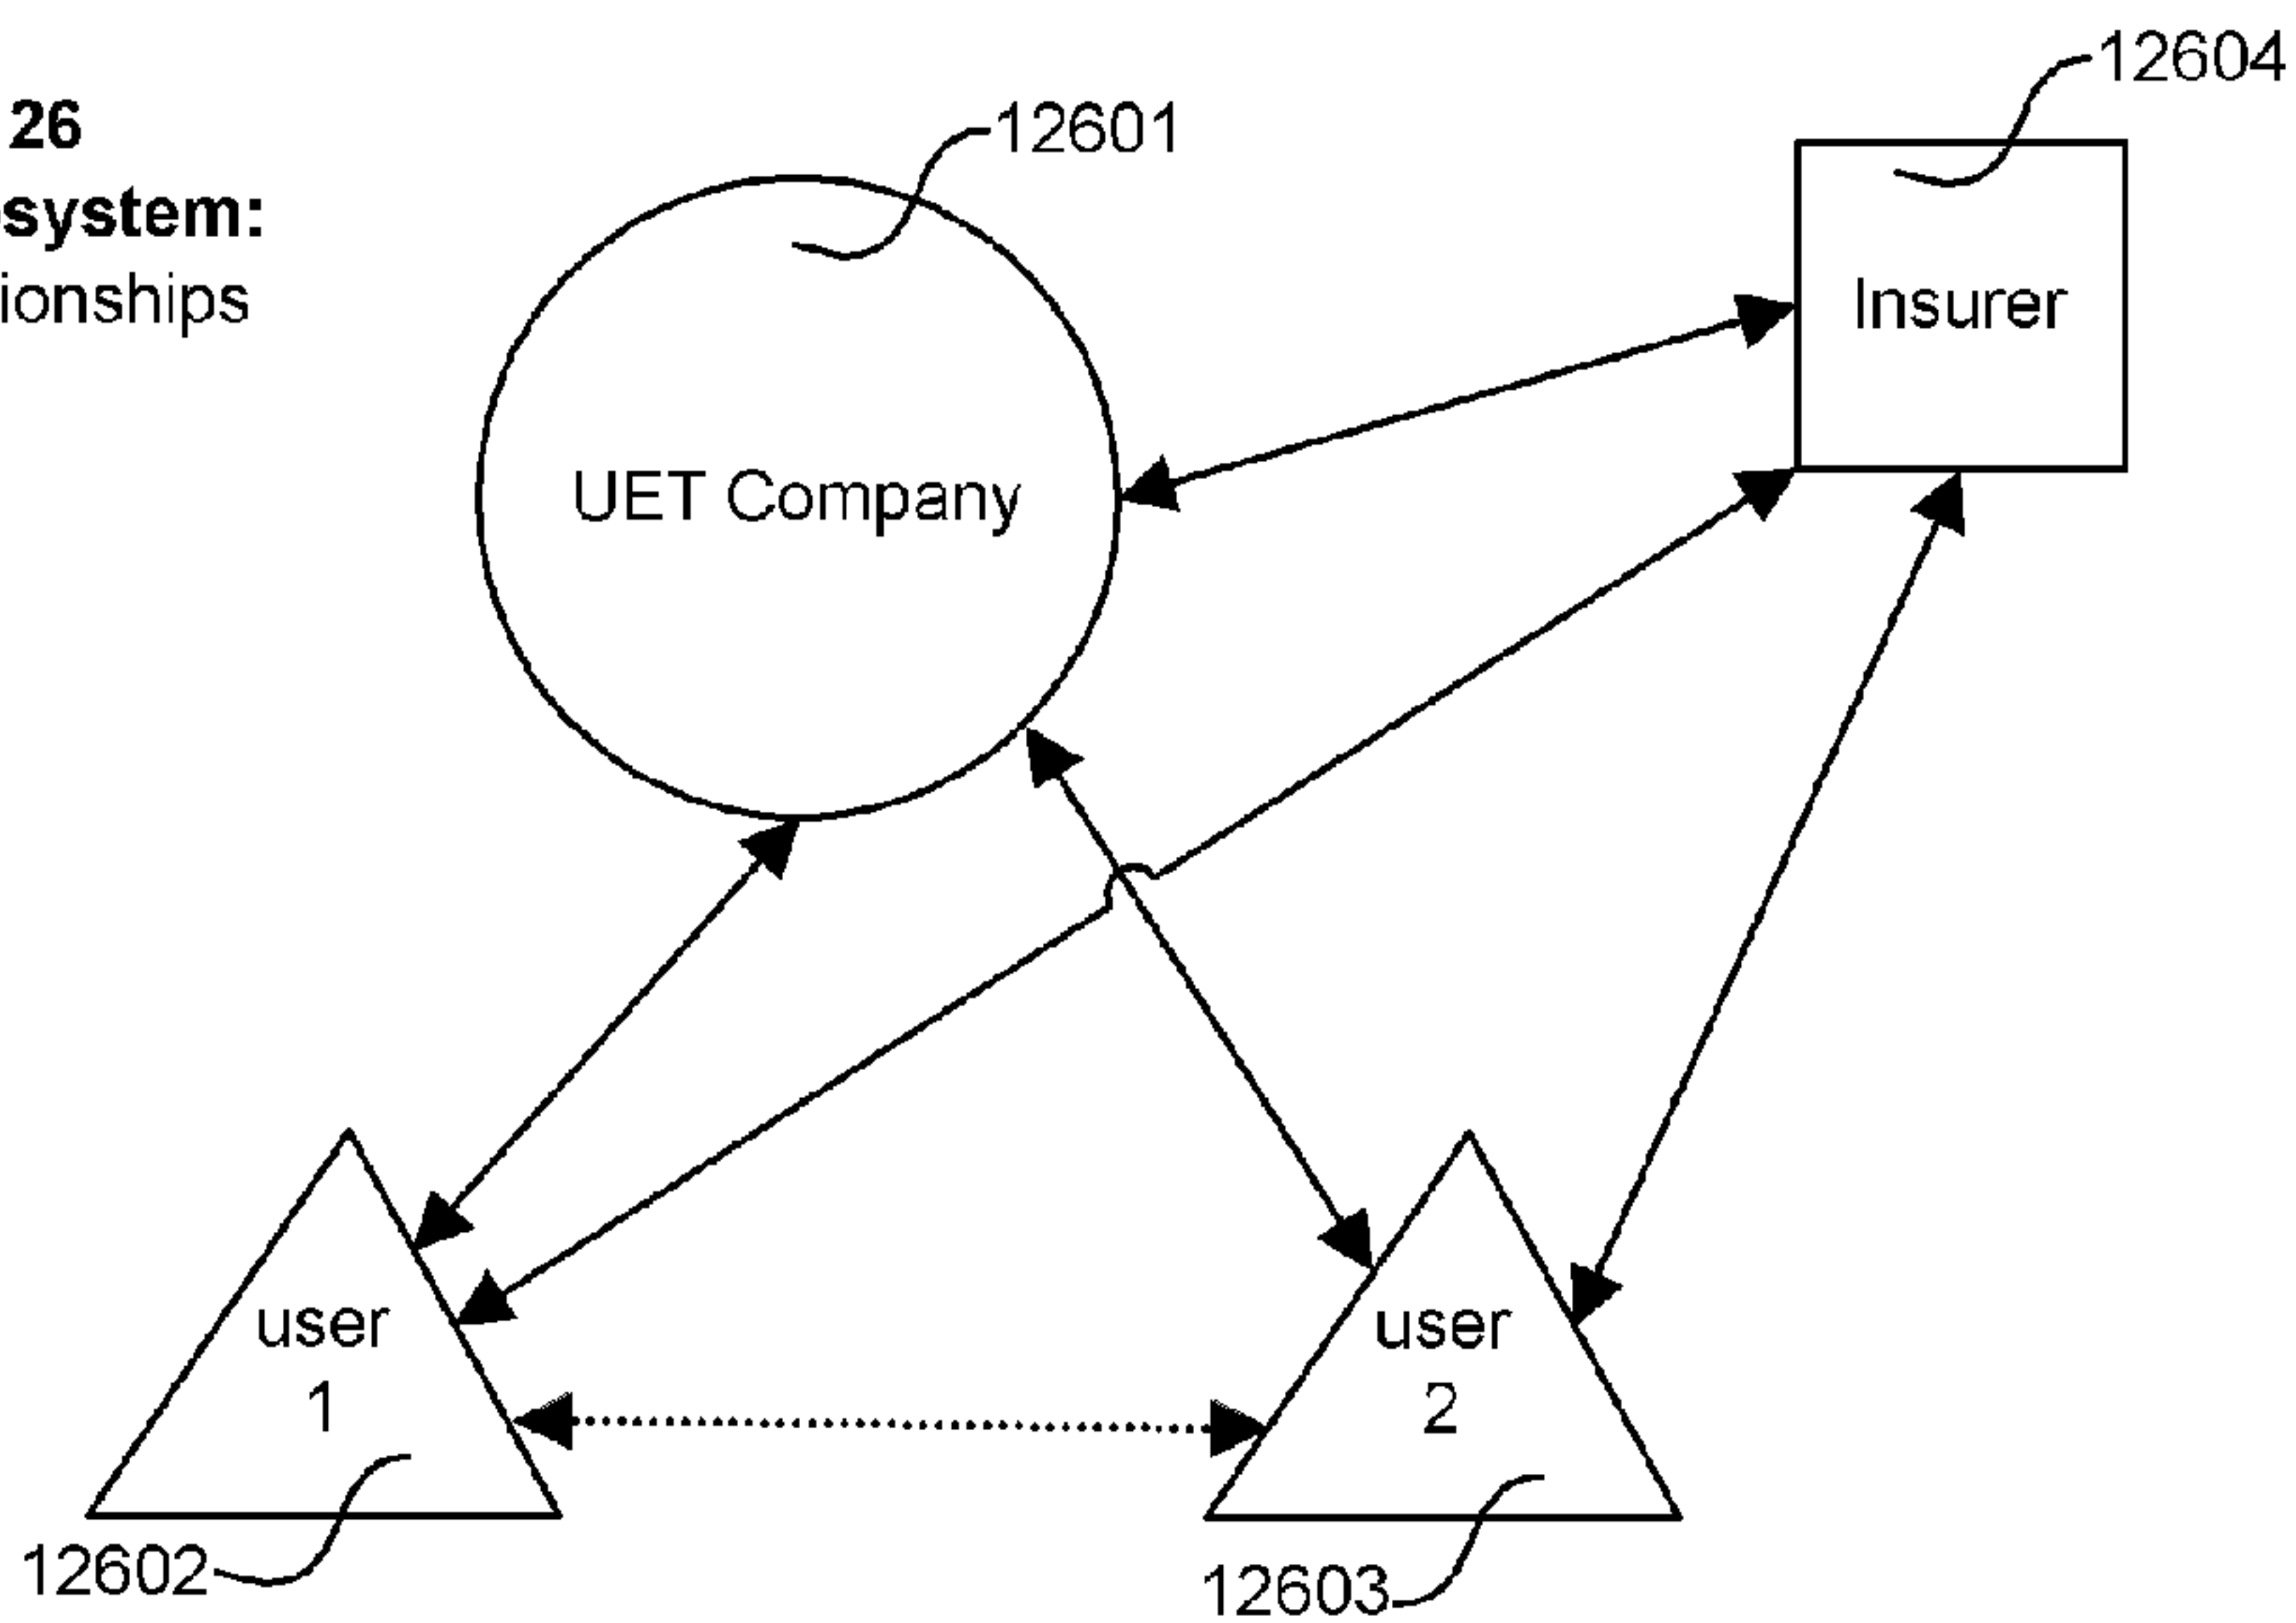 26
system:
ionships
12601
12604
Insurer
UET Company
user
1
user
2
12602
12603